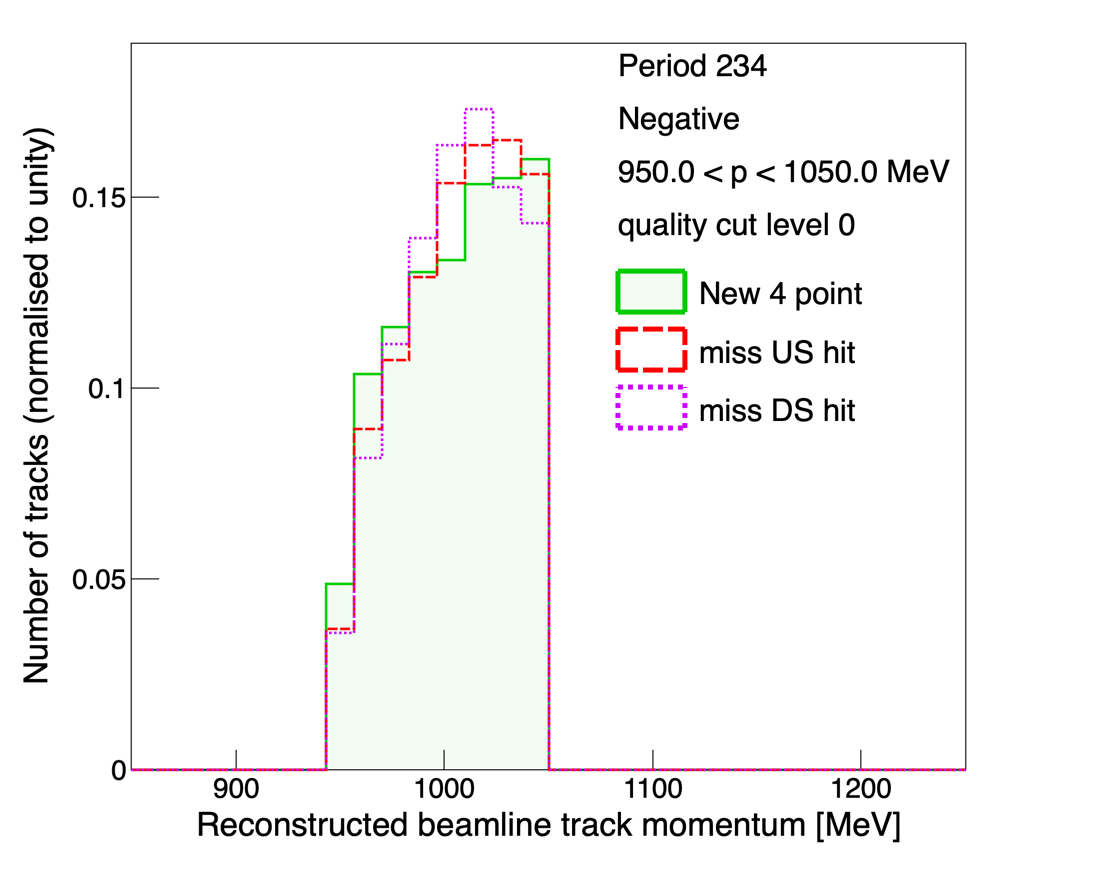 Number of tracks (normalised to unity)
0.15
0.1
0.05
0
Period 234
Negative
950.0 < p < 1050.0 MeV
quality cut level 0
New 4 point
miss US hit
miss DS hit
900 1000 1100 1200
Reconstructed beamline track momentum [MeV]